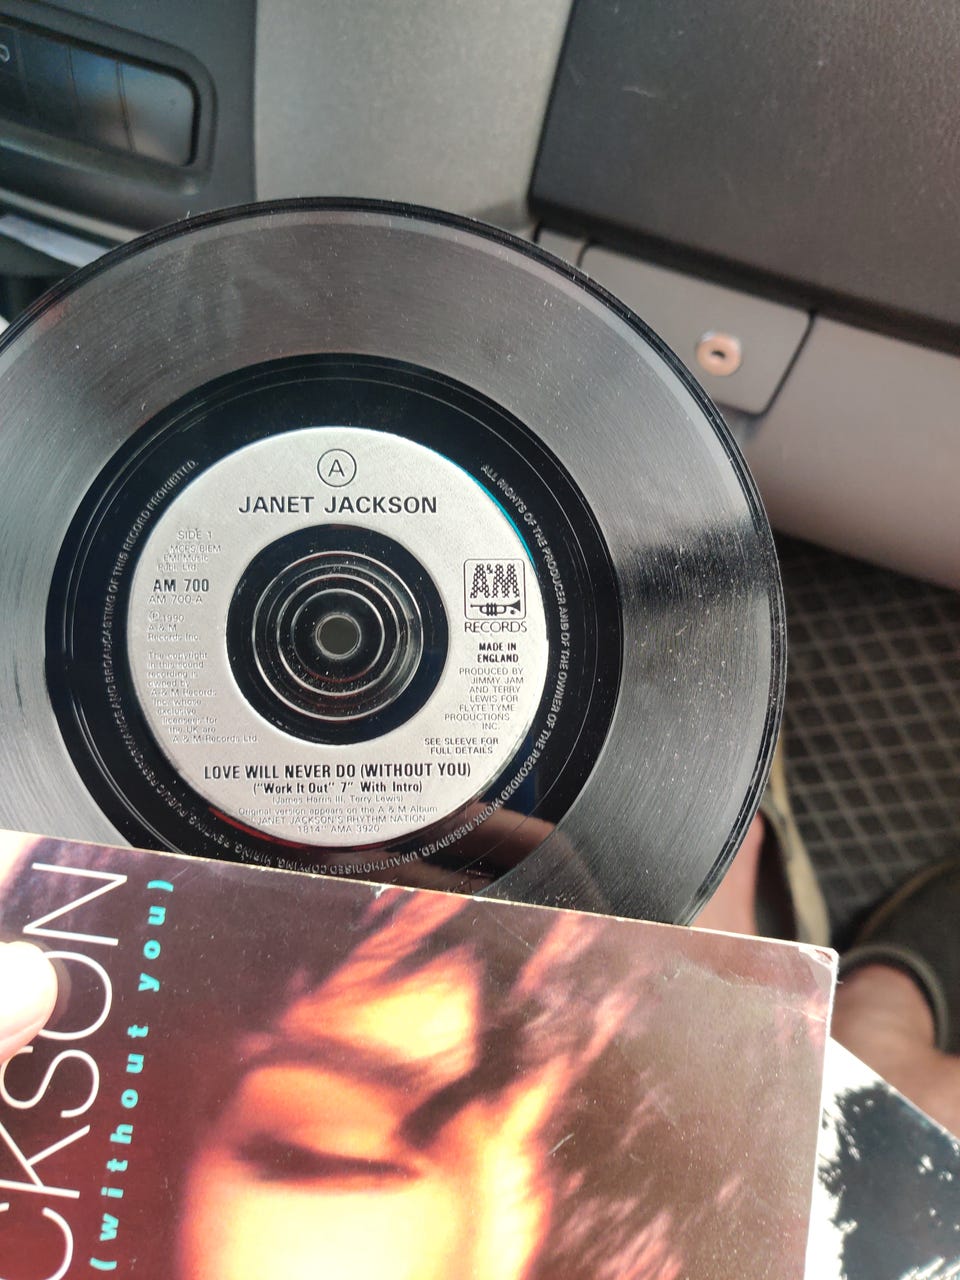 A
JANET JACKSON
SIDE 1
MCPS/BIEM
EMI Music
Publ. Ltd.
AM 700
AM 700-A
Ⓟ 1990
A & M
Records Inc.
The copyright
in this sound
recording is
owned by
A & M Records
Inc. whose
exclusive
licensee for
the UK are
A & M Records Ltd.
A&M
RECORDS
MADE IN
ENGLAND
PRODUCED BY
JIMMY JAM
AND TERRY
LEWIS FOR
FLYTE TYME
PRODUCTIONS
INC.
SEE SLEEVE FOR
FULL DETAILS
LOVE WILL NEVER DO (WITHOUT YOU)
("Work It Out" 7" With Intro)
(James Harris III, Terry Lewis)
Original version appears on the A & M Album
"JANET JACKSON'S RHYTHM NATION
1814" AMA 3920
ALL RIGHTS OF THE PRODUCER AND OF THE OWNER OF THE RECORDED WORK RESERVED. UNAUTHORISED COPYING, HIRING, RENTING, PUBLIC PERFORMANCE AND BROADCASTING OF THIS RECORD PROHIBITED.
CKSON
(without you)